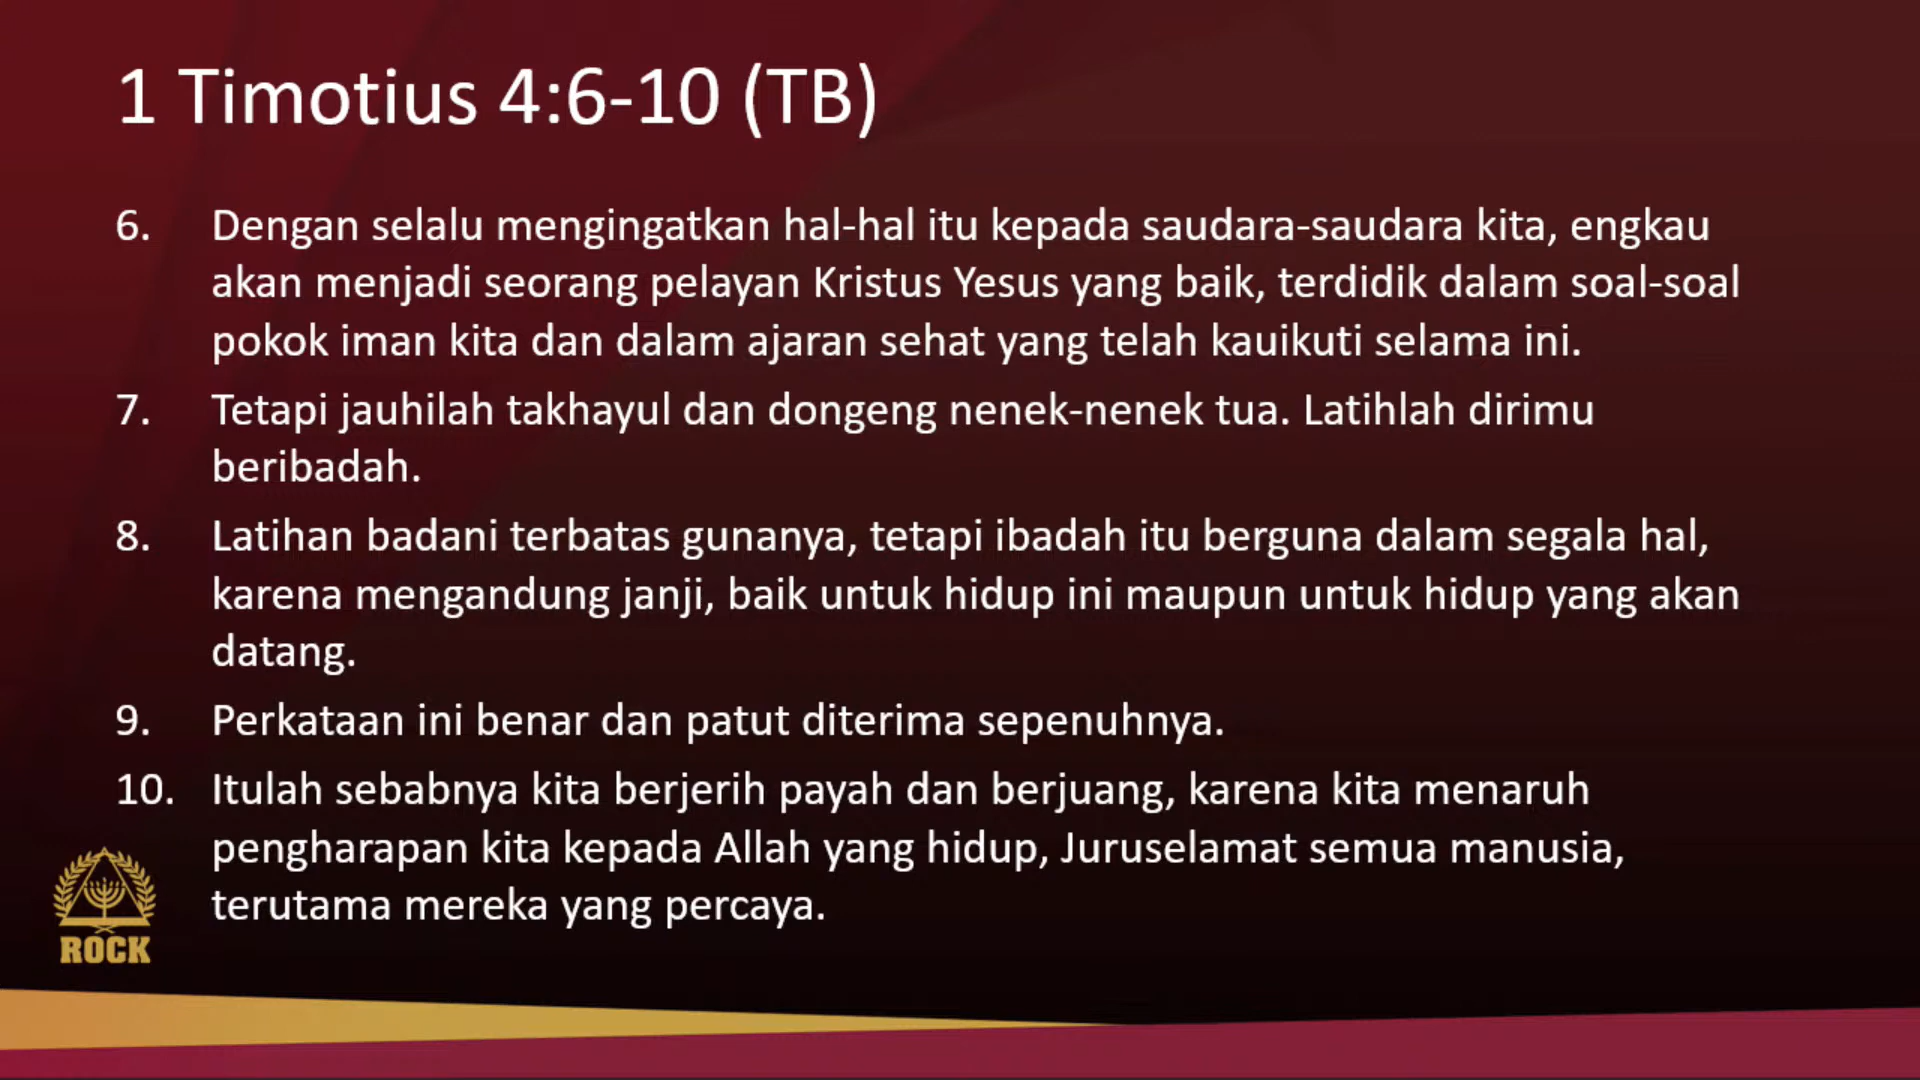 1 Timotius 4:6-10 (TB)
6. Dengan selalu mengingatkan hal-hal itu kepada saudara-saudara kita, engkau
akan menjadi seorang pelayan Kristus Yesus yang baik, terdidik dalam soal-soal
pokok iman kita dan dalam ajaran sehat yang telah kauikuti selama ini.
7. Tetapi jauhilah takhayul dan dongeng nenek-nenek tua. Latihlah dirimu
beribadah.
8. Latihan badani terbatas gunanya, tetapi ibadah itu berguna dalam segala hal,
karena mengandung janji, baik untuk hidup ini maupun untuk hidup yang akan
datang.
9. Perkataan ini benar dan patut diterima sepenuhnya.
10. Itulah sebabnya kita berjerih payah dan berjuang, karena kita menaruh
pengharapan kita kepada Allah yang hidup, Juruselamat semua manusia,
terutama mereka yang percaya.
ROCK